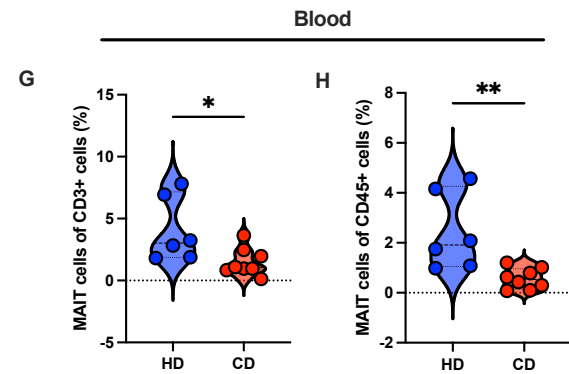 Blood
G
MAIT cells of CD3+ cells (%)
15
10
5
0
-5
*
HD
CD
H
MAIT cells of CD45+ cells (%)
8
6
4
2
0
-2
**
HD
CD